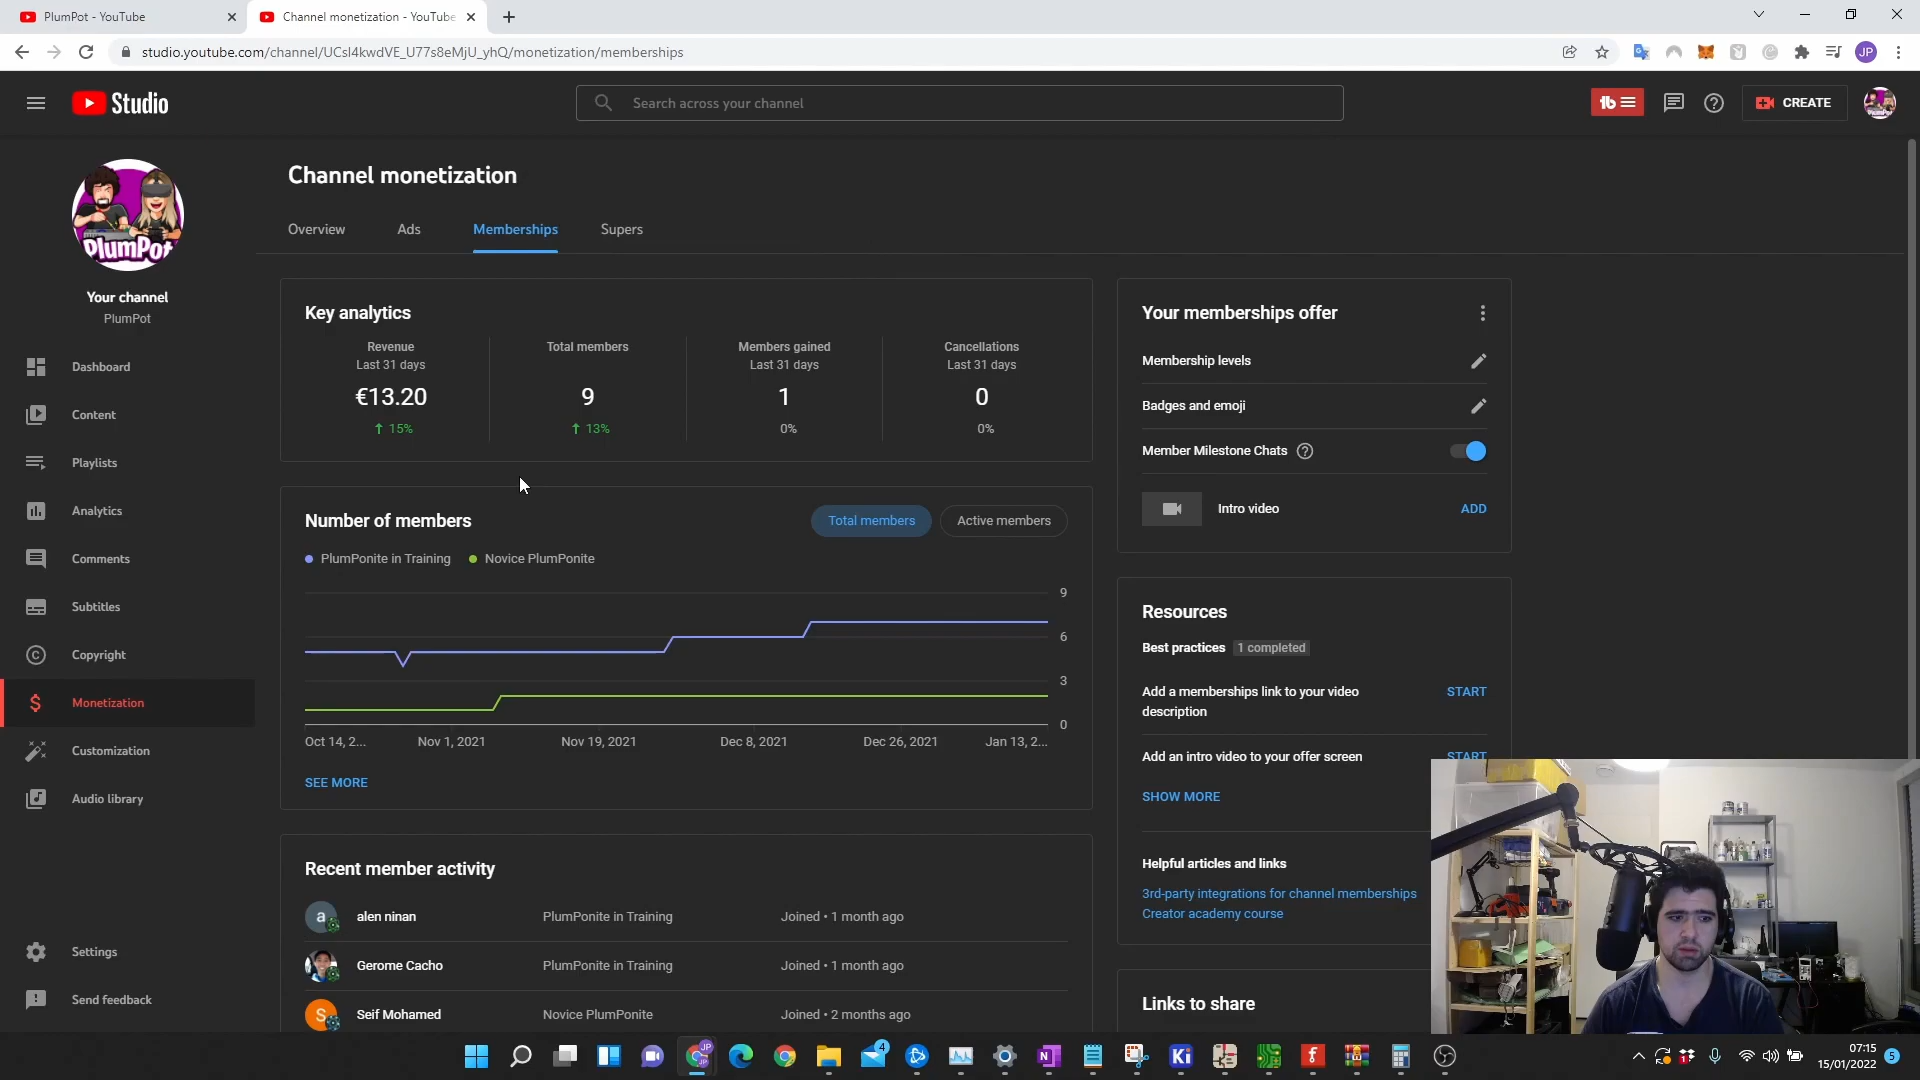 PlumPot - YouTube
Channel monetization - YouTube
studio.youtube.com/channel/UCsI4kwdVE_U77s8eMjU_yhQ/monetization/memberships
JP
Studio
Search across your channel
CREATE
PlumPot
Your channel
PlumPot
Dashboard
Content
Playlists
Analytics
Comments
Subtitles
Copyright
Monetization
Customization
Audio library
Settings
Send feedback
Channel monetization
Overview
Ads
Memberships
Supers
Key analytics
Revenue
Last 31 days
€13.20
15%
Total members
9
13%
Members gained
Last 31 days
1
0%
Cancellations
Last 31 days
0
0%
Number of members
Total members
Active members
PlumPonite in Training
Novice PlumPonite
9
6
3
0
Oct 14, 2...
Nov 1, 2021
Nov 19, 2021
Dec 8, 2021
Dec 26, 2021
Jan 13, 2...
SEE MORE
Recent member activity
a
alen ninan
PlumPonite in Training
Joined • 1 month ago
Gerome Cacho
PlumPonite in Training
Joined • 1 month ago
S
Seif Mohamed
Novice PlumPonite
Joined • 2 months ago
Your memberships offer
Membership levels
Badges and emoji
Member Milestone Chats
Intro video
ADD
Resources
Best practices
1 completed
Add a memberships link to your video
description
START
Add an intro video to your offer screen
START
SHOW MORE
Helpful articles and links
3rd-party integrations for channel memberships
Creator academy course
Links to share
4
Ki
07:15
15/01/2022
5